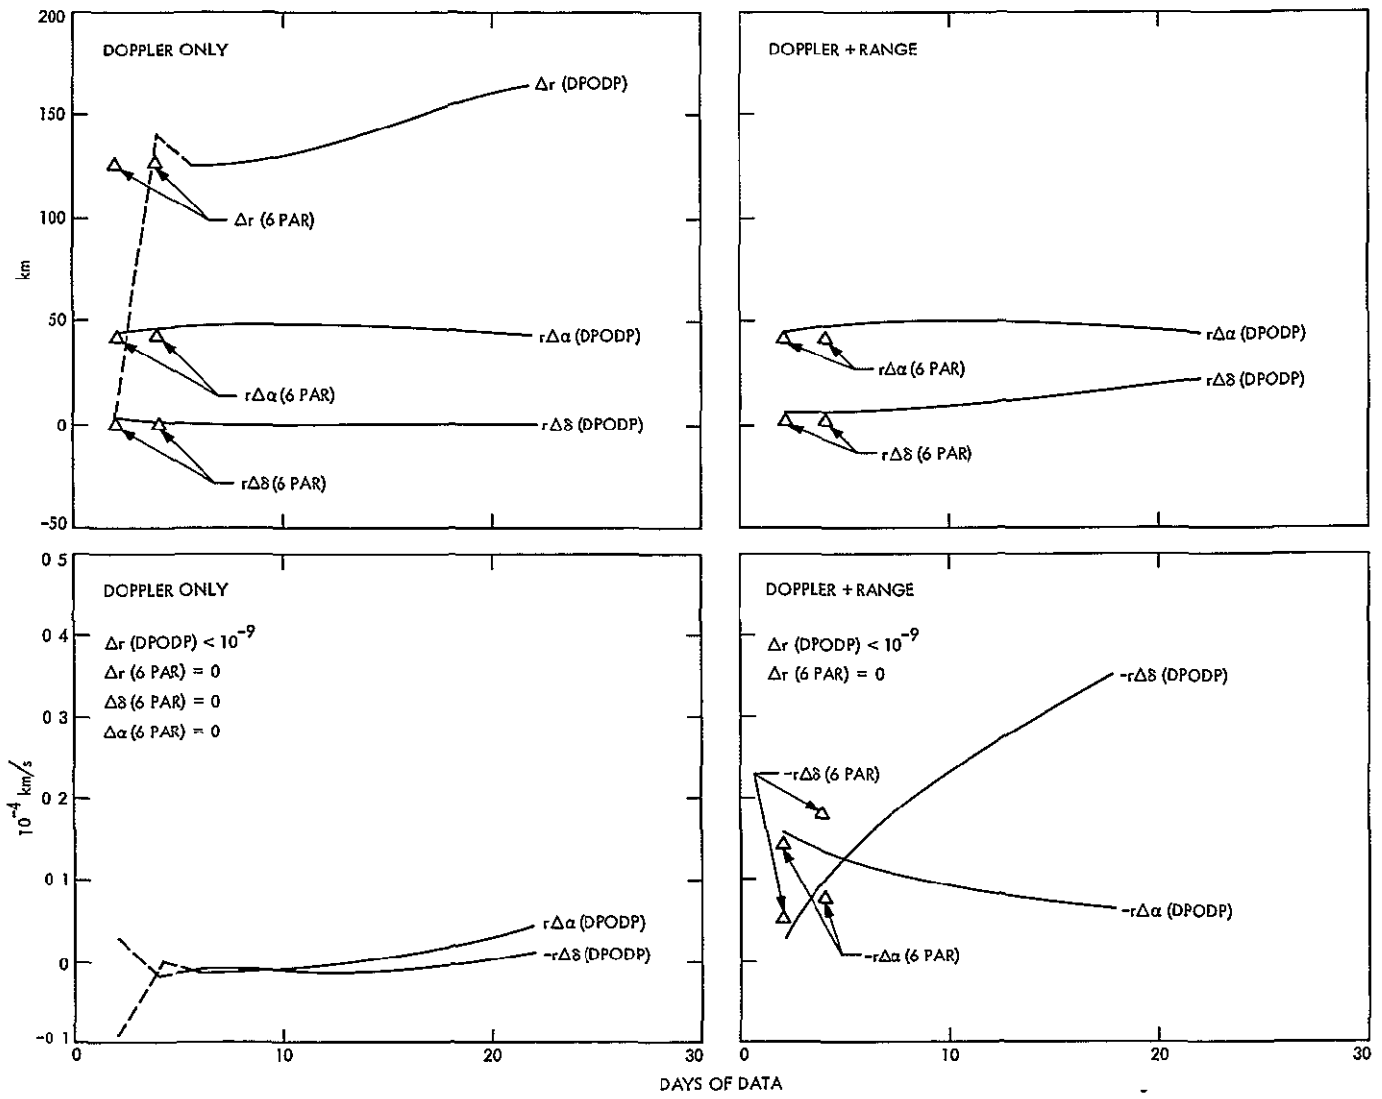 200
150
100
50
0
-50
km
DOPPLER ONLY
Δr (DPODP)
Δr (6 PAR)
rΔα (DPODP)
rΔα (6 PAR)
rΔδ (DPODP)
rΔδ (6 PAR)
DOPPLER + RANGE
rΔα (DPODP)
rΔα (6 PAR)
rΔδ (DPODP)
rΔδ (6 PAR)
0 5
0 4
0 3
0 2
0 1
0
-0 1
10⁻⁴ km/s
DOPPLER ONLY
Δr (DPODP) < 10⁻⁹
Δr (6 PAR) = 0
Δδ (6 PAR) = 0
Δα (6 PAR) = 0
rΔα (DPODP)
-rΔδ (DPODP)
0
10
20
30
DOPPLER + RANGE
Δr (DPODP) < 10⁻⁹
Δr (6 PAR) = 0
-rΔδ (DPODP)
-rΔδ (6 PAR)
-rΔα (DPODP)
-rΔα (6 PAR)
0
10
20
30
DAYS OF DATA